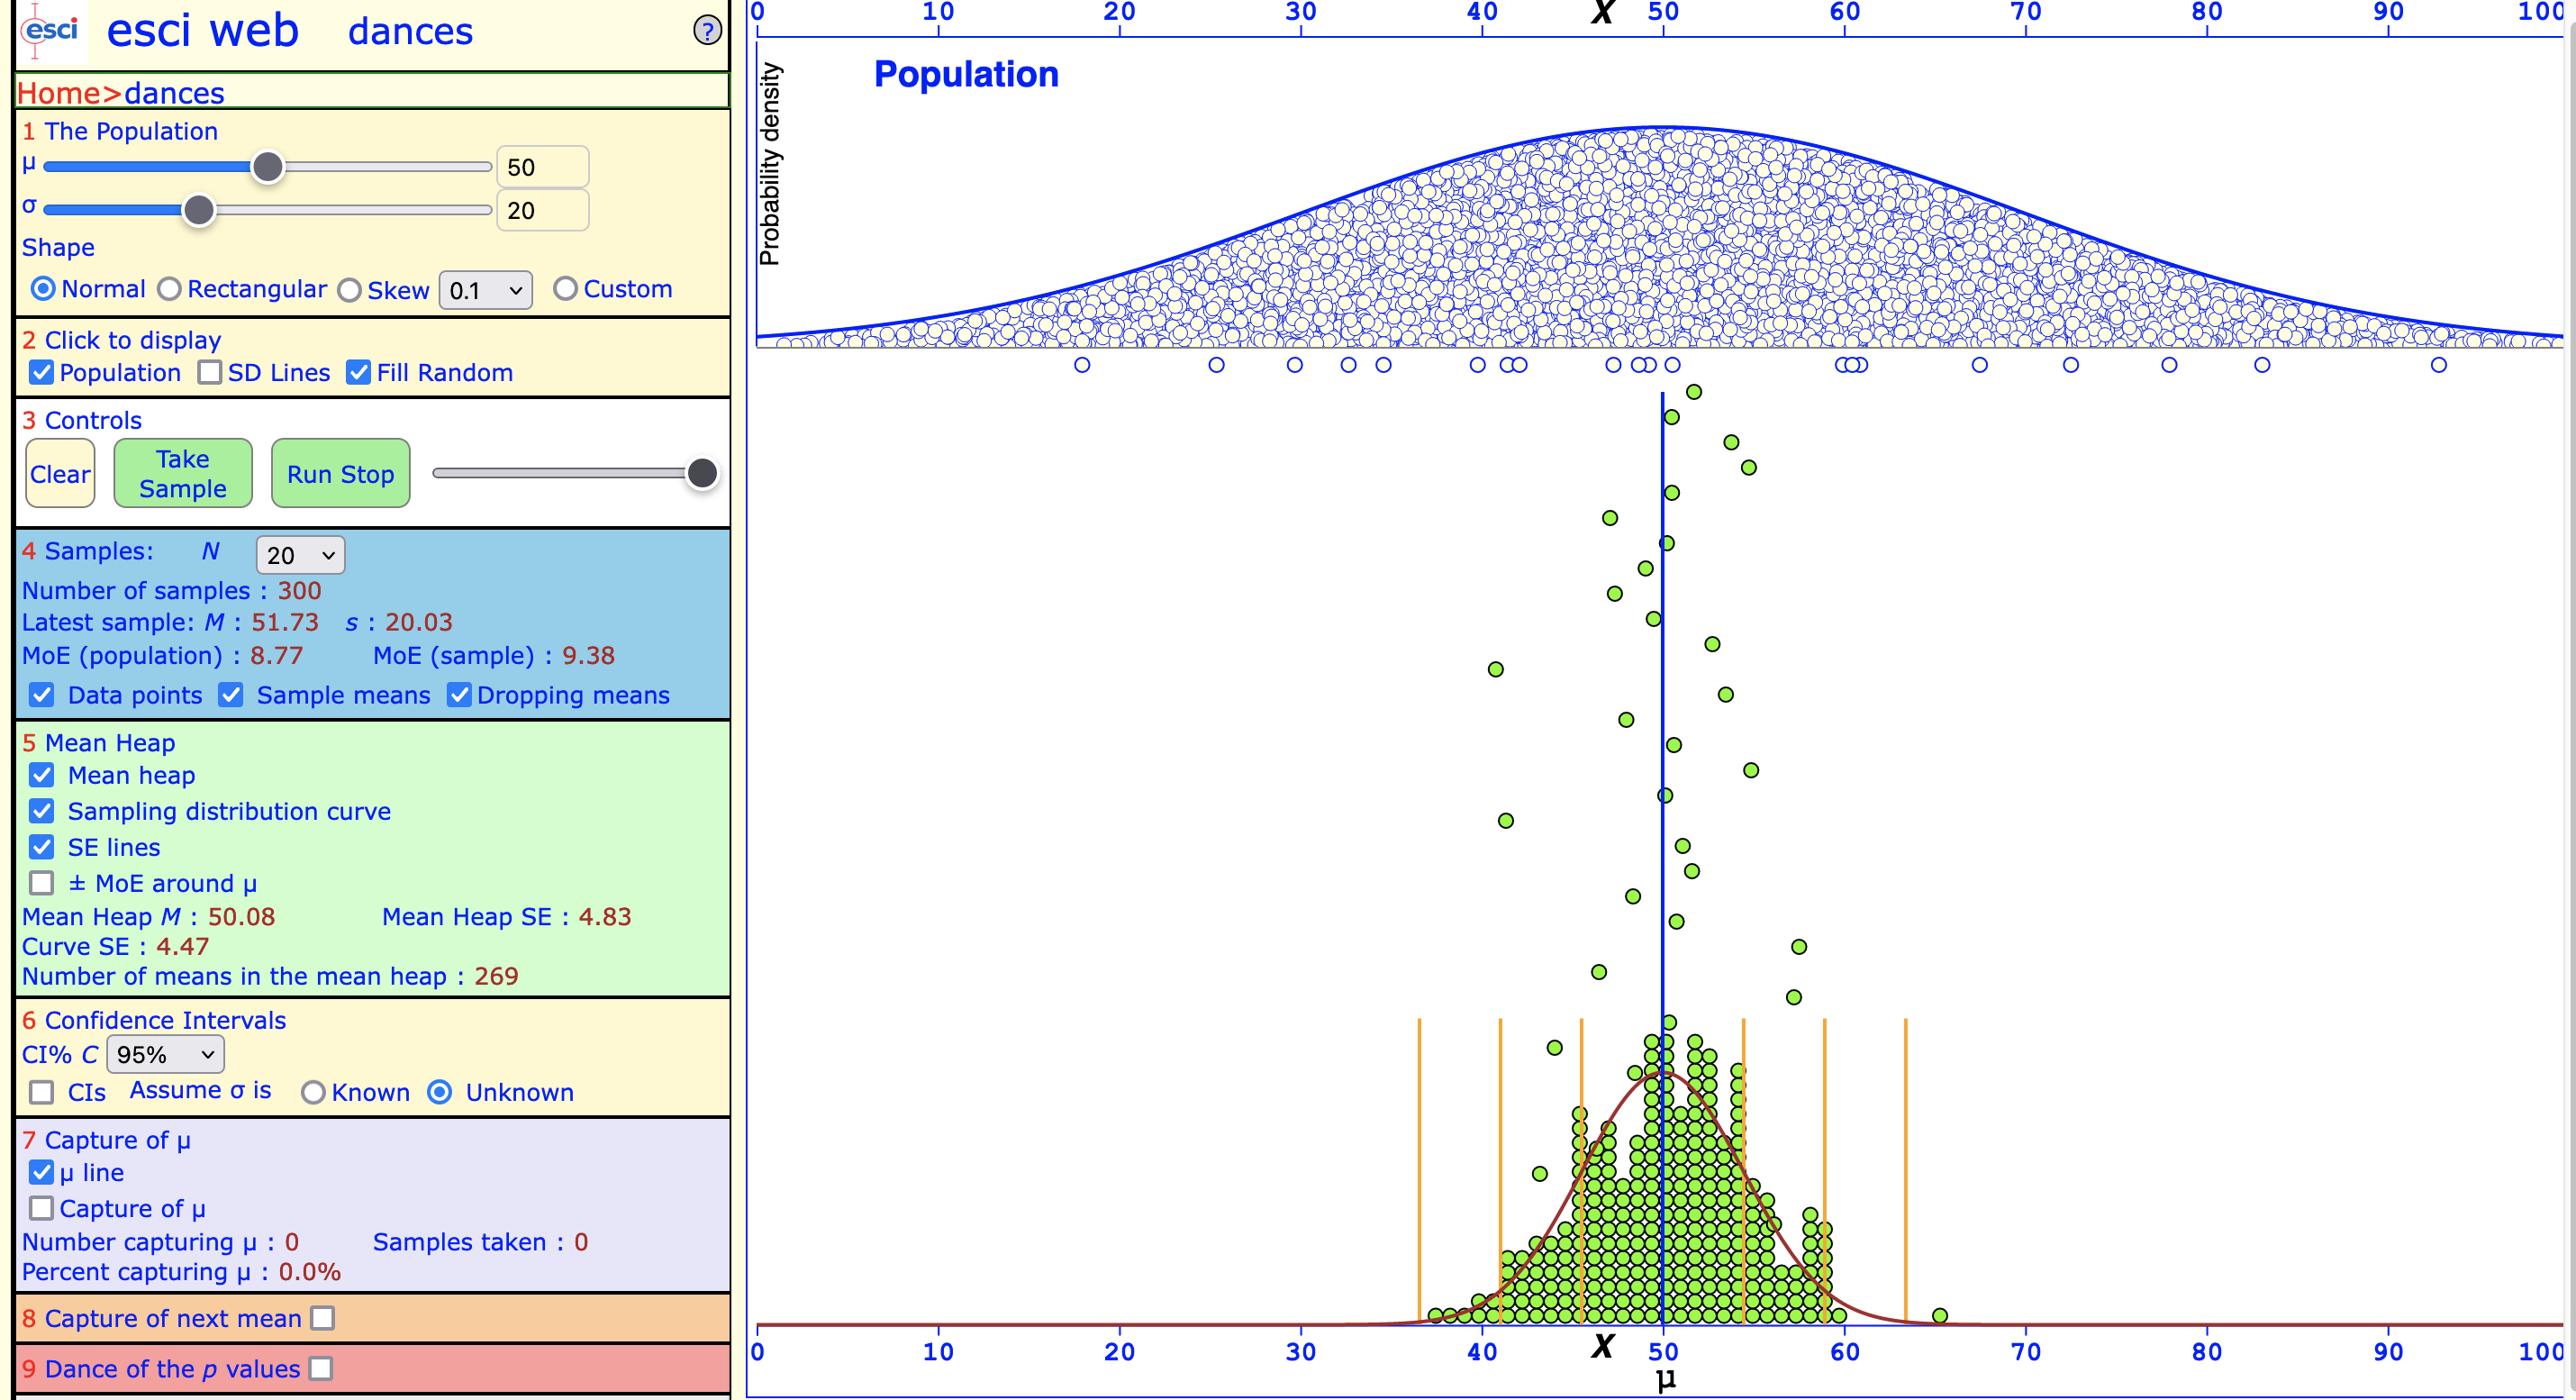 esci esci web dances ?
Home>dances
1 The Population
μ 50
σ 20
Shape
Normal Rectangular Skew 0.1 Custom
2 Click to display
Population SD Lines Fill Random
3 Controls
Clear Take Sample Run Stop
4 Samples: N 20
Number of samples : 300
Latest sample: M : 51.73 s : 20.03
MoE (population) : 8.77 MoE (sample) : 9.38
Data points Sample means Dropping means
5 Mean Heap
Mean heap
Sampling distribution curve
SE lines
± MoE around μ
Mean Heap M : 50.08 Mean Heap SE : 4.83
Curve SE : 4.47
Number of means in the mean heap : 269
6 Confidence Intervals
CI% C 95%
CIs Assume σ is Known Unknown
7 Capture of μ
μ line
Capture of μ
Number capturing μ : 0 Samples taken : 0
Percent capturing μ : 0.0%
8 Capture of next mean
9 Dance of the p values
0 10 20 30 40 X 50 60 70 80 90 100
Probability density
Population
0 10 20 30 40 X 50 60 70 80 90 100
μ